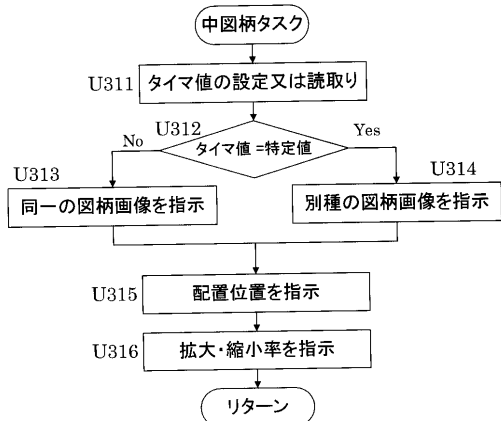 中図柄タスク
U311
タイマ値の設定又は読取り
U312
No
タイマ値 =特定値
Yes
U313
U314
同一の図柄画像を指示
別種の図柄画像を指示
U315
配置位置を指示
U316
拡大・縮小率を指示
リターン